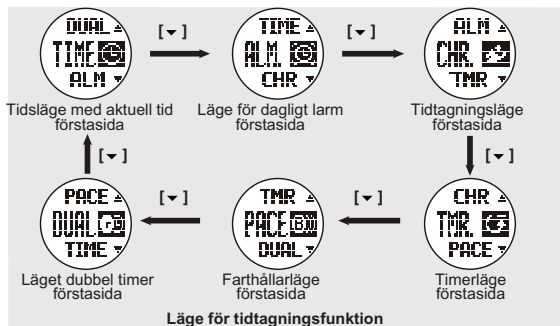 DUAL
TIME
ALM
[ ▾ ]
TIME
ALM.
CHR
[ ▾ ]
ALM
CHR.
TMR
Tidsläge med aktuell tid
förstasida
Läge för dagligt larm
förstasida
Tidtagningsläge
förstasida
[ ▾ ]
PACE
DUAL
TIME
[ ▾ ]
TMR
PACE
DUAL
[ ▾ ]
CHR
TMR.
PACE
Läget dubbel timer
förstasida
Farthållarläge
förstasida
Timerläge
förstasida
Läge för tidtagningsfunktion